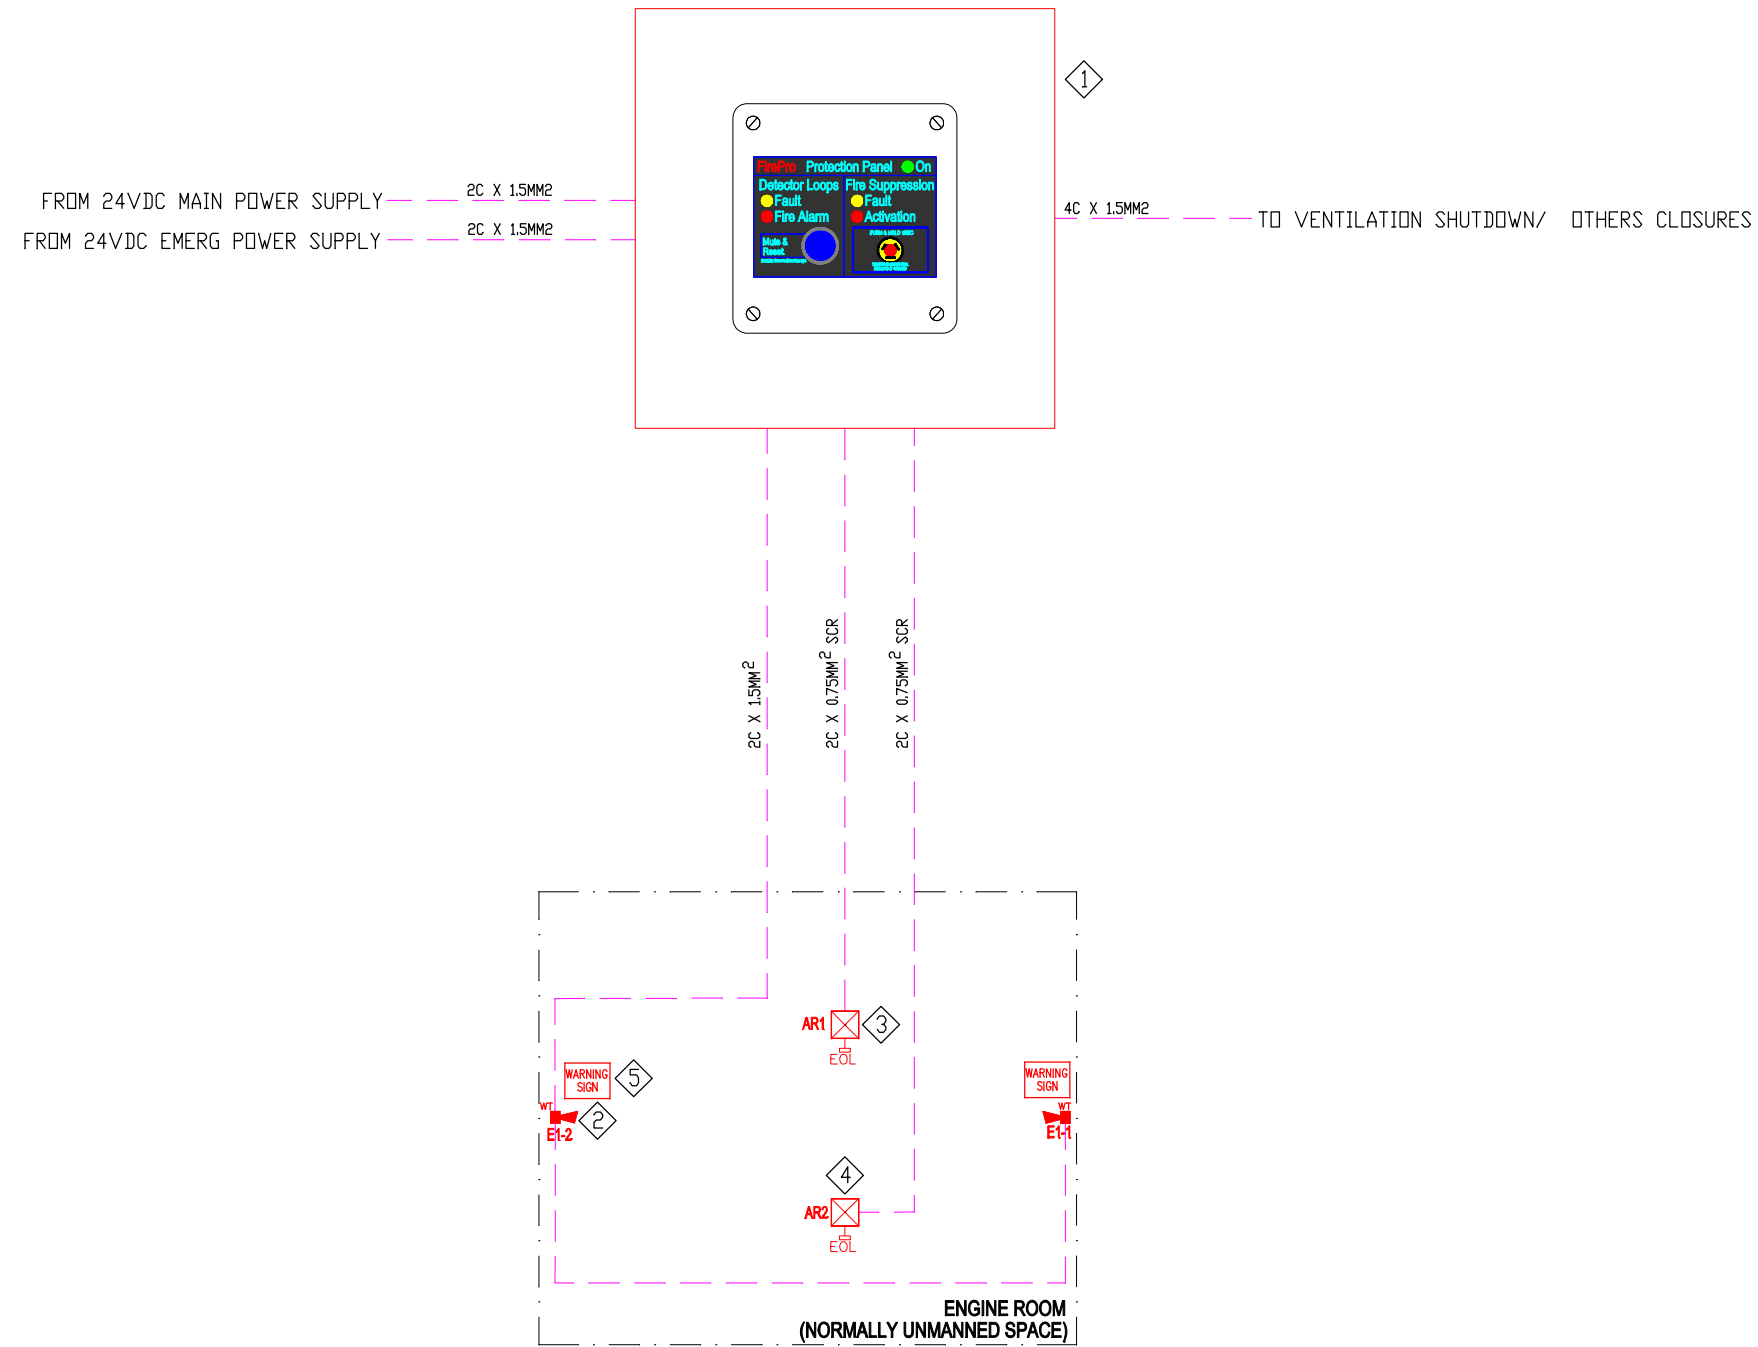 1
FirePro Protection Panel On
Detector Loops
Fault
Fire Alarm
Mute &
Reset
Fire Suppression
Fault
Activation
PUSH & HOLD
FROM 24VDC MAIN POWER SUPPLY
2C X 1.5MM2
FROM 24VDC EMERG POWER SUPPLY
2C X 1.5MM2
4C X 1.5MM2
TO VENTILATION SHUTDOWN/ OTHERS CLOSURES
2C X 1.5MM²
2C X 0.75MM² SCR
2C X 0.75MM² SCR
AR1
3
EOL
WARNING
SIGN
5
WT
E1-2
2
WARNING
SIGN
WT
E1-1
4
AR2
EOL
ENGINE ROOM
(NORMALLY UNMANNED SPACE)